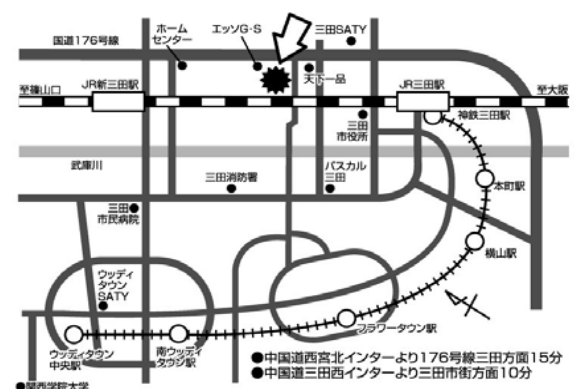 国道176号線
ホーム
センター
エッソG・S
三田SATY
天下一品
至篠山口
JR新三田駅
JR三田駅
至大阪
神鉄三田駅
三田
市役所
武庫川
三田消防署
パスカル
三田
本町駅
三田
市民病院
横山駅
ウッディ
タウン
SATY
フラワータウン駅
ウッディタウン
中央駅
南ウッディ
タウン駅
●関西学院大学
●中国道西宮北インターより176号線三田方面15分
●中国道三田西インターより三田市街方面10分